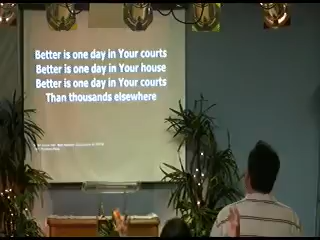 Better is one day in Your courts
Better is one day in Your house
Better is one day in Your courts
Than thousands elsewhere